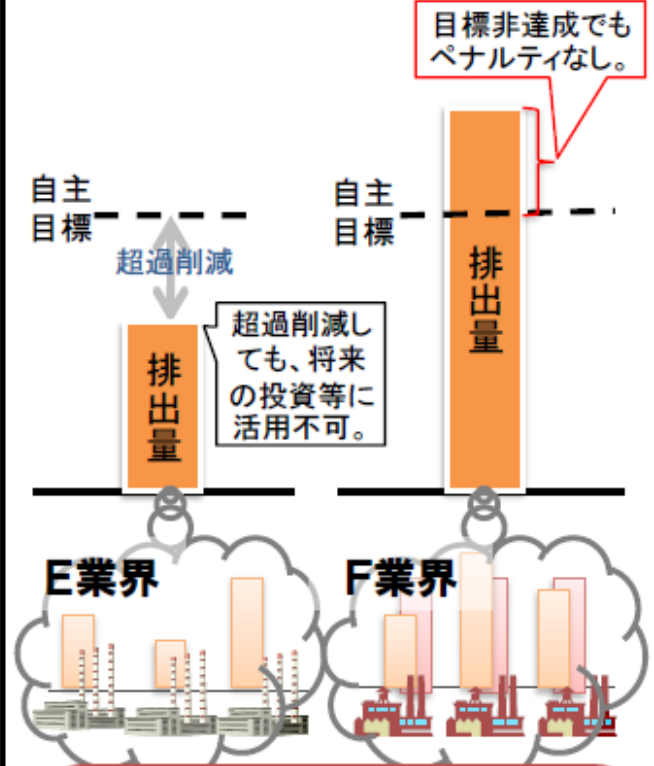 目標非達成でも
ペナルティなし。
自主
目標
超過削減
排出量
超過削減し
ても、将来
の投資等に
活用不可。
自主
目標
排出量
E業界
F業界